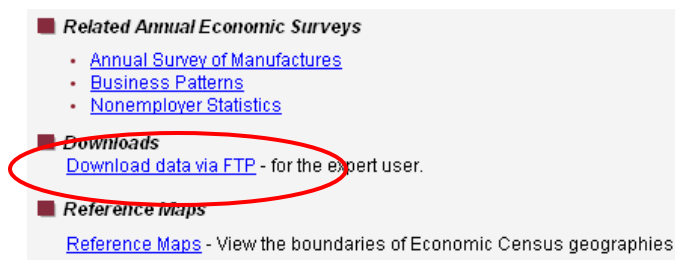 Related Annual Economic Surveys
• Annual Survey of Manufactures
• Business Patterns
• Nonemployer Statistics
Downloads
Download data via FTP - for the expert user.
Reference Maps
Reference Maps - View the boundaries of Economic Census geographies